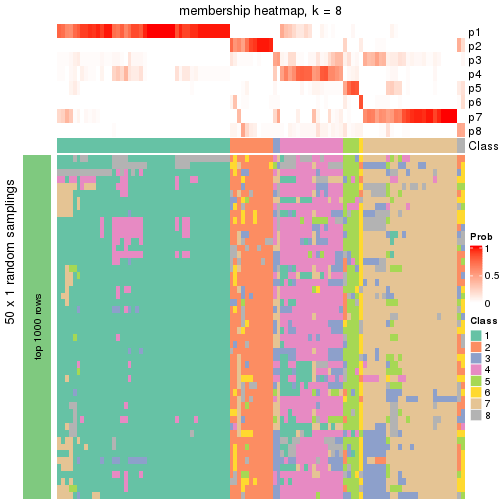 membership heatmap, k = 8
p1
p2
p3
p4
p5
p6
p7
p8
Class
50 x 1 random samplings
top 1000 rows
Prob
1
0.5
0
Class
1
2
3
4
5
6
7
8